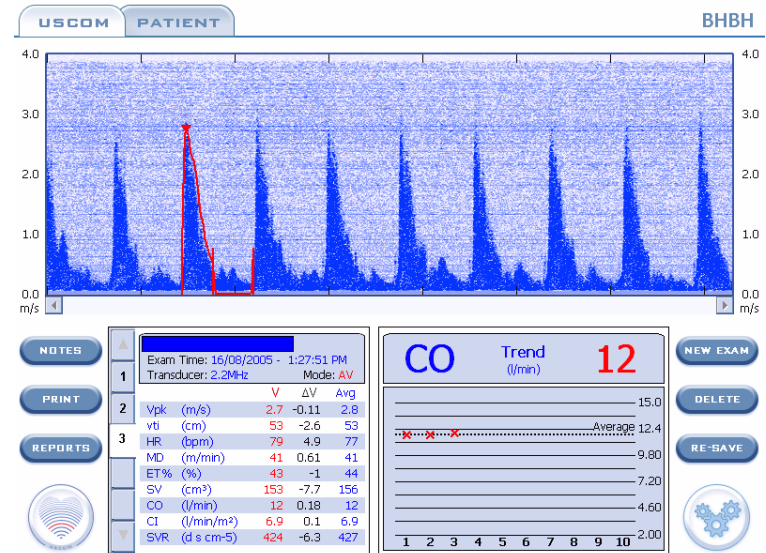 USCOM PATIENT BHBH
4.0 4.0
3.0 3.0
2.0 2.0
1.0 1.0
0.0 0.0
m/s m/s
NOTES
PRINT
REPORTS
USCOM
1
2
3
Exam Time: 16/08/2005 - 1:27:51 PM
Transducer: 2.2MHz Mode: AV
V ΔV Avg
Vpk (m/s) 2.7 -0.11 2.8
vti (cm) 53 -2.6 53
HR (bpm) 79 4.9 77
MD (m/min) 41 0.61 41
ET% (%) 43 -1 44
SV (cm³) 153 -7.7 156
CO (l/min) 12 0.18 12
CI (l/min/m²) 6.9 0.1 6.9
SVR (d s cm-5) 424 -6.3 427
CO Trend 12
(l/min)
15.0
Average 12.4
9.80
7.20
4.60
2.00
1 2 3 4 5 6 7 8 9 10
NEW EXAM
DELETE
RE-SAVE